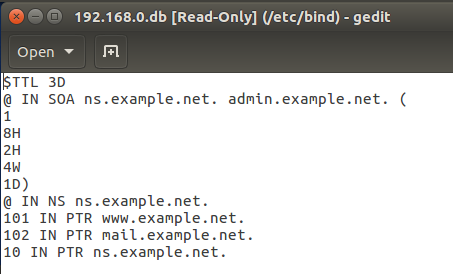 192.168.0.db [Read-Only] (/etc/bind) - gedit
Open
$TTL 3D
@ IN SOA ns.example.net. admin.example.net. (
1
8H
2H
4W
1D)
@ IN NS ns.example.net.
101 IN PTR www.example.net.
102 IN PTR mail.example.net.
10 IN PTR ns.example.net.